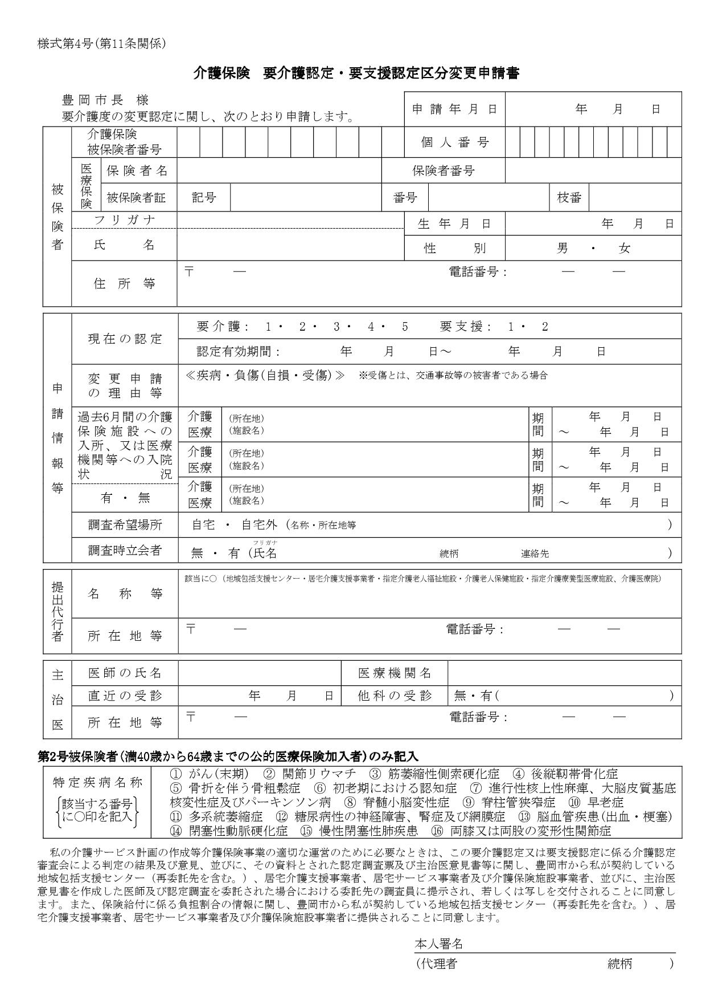 様式第4号(第11条関係)
介護保険　要介護認定・要支援認定区分変更申請書
豊岡市長　様
要介護度の変更認定に関し、次のとおり申請します。
申請年月日　年　月　日
被保険者
介護保険
被保険者番号
個人番号
医療保険
保険者名
保険者番号
被保険者証　記号　番号　枝番
フリガナ
氏　名
生年月日　年　月　日
性　別　男　・　女
住所等
〒　―　電話番号：　―　―
申請情報等
現在の認定
要介護：　1・　2・　3・　4・　5　要支援：　1・　2
認定有効期間：　年　月　日～　年　月　日
変更申請
の理由等
≪疾病・負傷(自損・受傷)≫　※受傷とは、交通事故等の被害者である場合
過去6月間の介護
保険施設への
入所、又は医療
機関等への入院
状　況
有・無
介護
医療
(所在地)
(施設名)
期間
年　月　日
～　年　月　日
介護
医療
(所在地)
(施設名)
期間
年　月　日
～　年　月　日
介護
医療
(所在地)
(施設名)
期間
年　月　日
～　年　月　日
調査希望場所
自宅　・　自宅外　(名称・所在地等　)
調査時立会者
フリガナ
無　・　有　(氏名　続柄　連絡先　)
提出代行者
名称等
該当に○（地域包括支援センター・居宅介護支援事業者・指定介護老人福祉施設・介護老人保健施設・指定介護療養型医療施設、介護医療院）
所在地等
〒　―　電話番号：　―　―
主治医
医師の氏名
医療機関名
直近の受診　年　月　日
他科の受診　無・有(　)
所在地等
〒　―　電話番号：　―　―
第2号被保険者(満40歳から64歳までの公的医療保険加入者)のみ記入
特定疾病名称
該当する番号
に○印を記入
① がん(末期)　② 関節リウマチ　③ 筋萎縮性側索硬化症　④ 後縦靭帯骨化症
⑤ 骨折を伴う骨粗鬆症　⑥ 初老期における認知症　⑦ 進行性核上性麻痺、大脳皮質基底
核変性症及びパーキンソン病　⑧ 脊髄小脳変性症　⑨ 脊柱管狭窄症　⑩ 早老症
⑪ 多系統萎縮症　⑫ 糖尿病性の神経障害、腎症及び網膜症　⑬ 脳血管疾患(出血・梗塞)
⑭ 閉塞性動脈硬化症　⑮ 慢性閉塞性肺疾患　⑯ 両膝又は両股の変形性関節症
私の介護サービス計画の作成等介護保険事業の適切な運営のために必要なときは、この要介護認定又は要支援認定に係る介護認定
審査会による判定の結果及び意見、並びに、その資料とされた認定調査票及び主治医意見書等に関し、豊岡市から私が契約している
地域包括支援センター（再委託先を含む。）、居宅介護支援事業者、居宅サービス事業者及び介護保険施設事業者、並びに、主治医
意見書を作成した医師及び認定調査を委託された場合における委託先の調査員に提示され、若しくは写しを交付されることに同意し
ます。また、保険給付に係る負担割合の情報に関し、豊岡市から私が契約している地域包括支援センター（再委託先を含む。）、居
宅介護支援事業者、居宅サービス事業者及び介護保険施設事業者に提供されることに同意します。
本人署名
(代理者　続柄　)